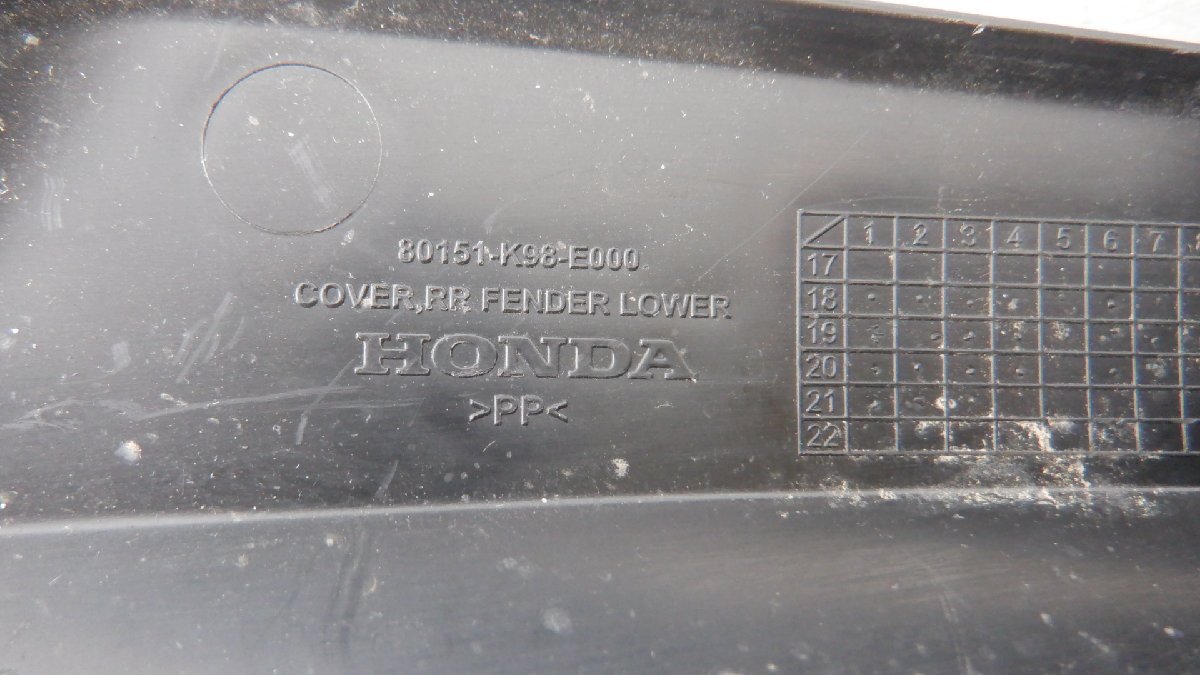 80151-K98-E000
COVER,RR FENDER LOWER
HONDA
>PP<
1 2 3 4 5 6 7
17
18
19
20
21
22